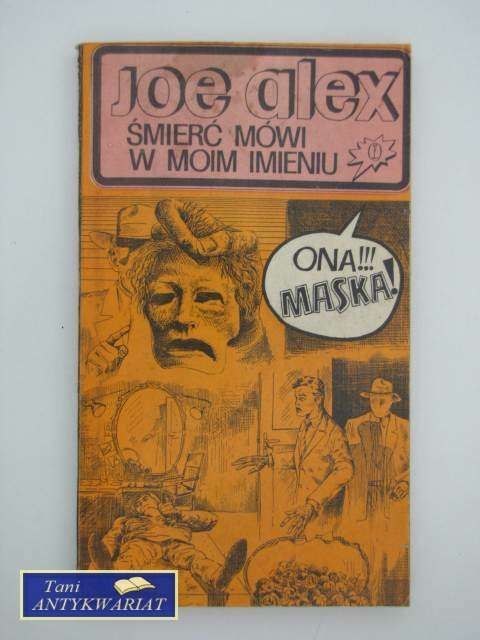 JOE alex
ŚMIERĆ MÓWI
W MOIM IMIENIU
ONA!!!
MASKA!
Tani
ANTYKWARIAT